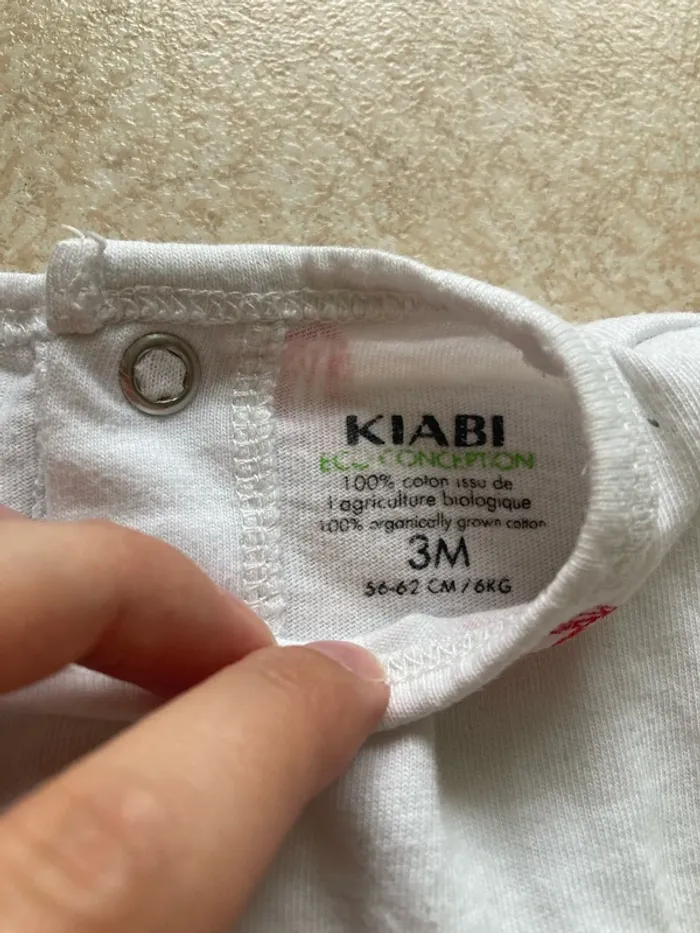 KIABI
ECO CONCEPTION
100% coton issu de
l'agriculture biologique
100% organically grown cotton
3M
56-62 CM / 6KG